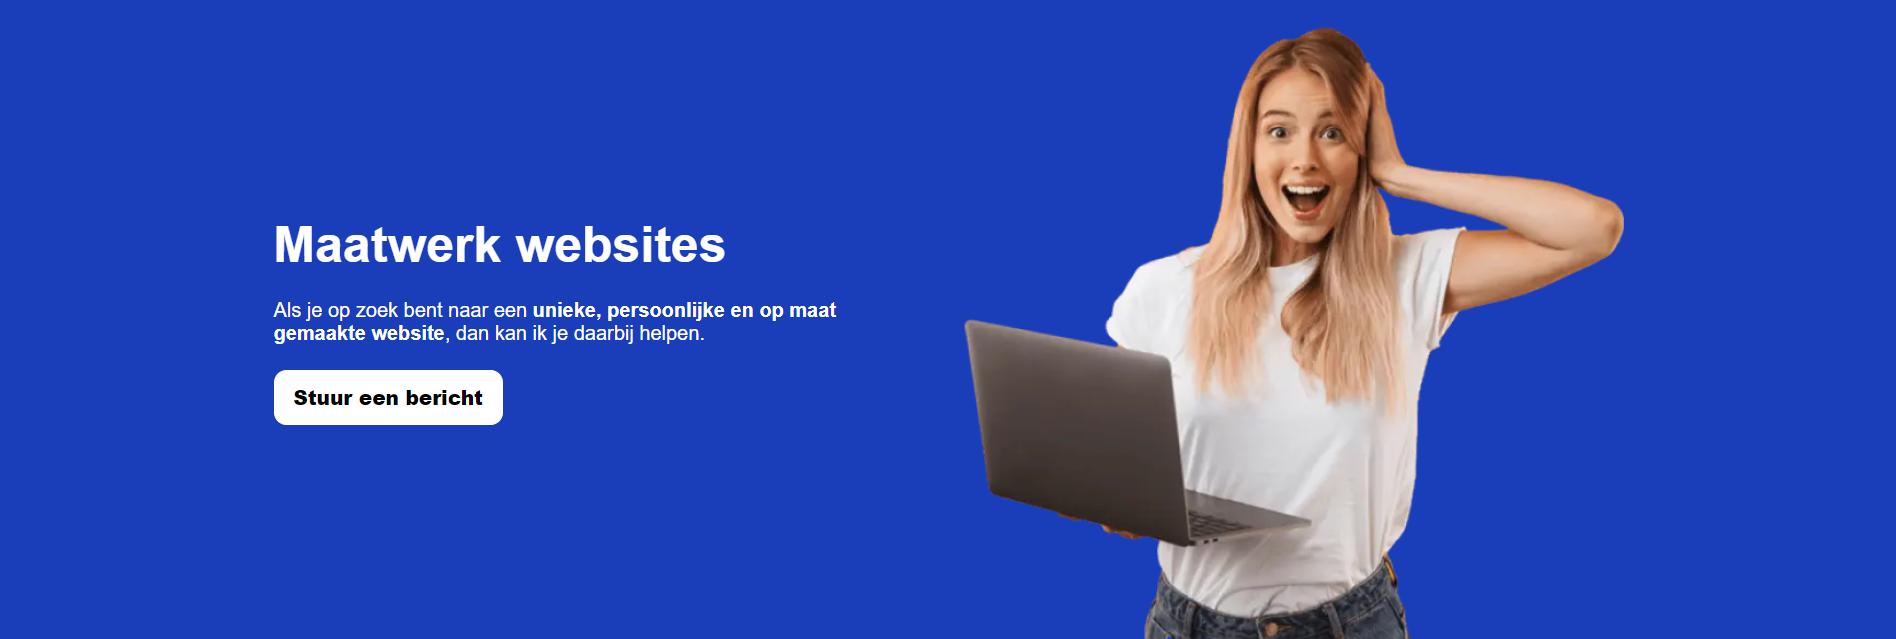 Maatwerk websites
Als je op zoek bent naar een unieke, persoonlijke en op maat
gemaakte website, dan kan ik je daarbij helpen.
Stuur een bericht